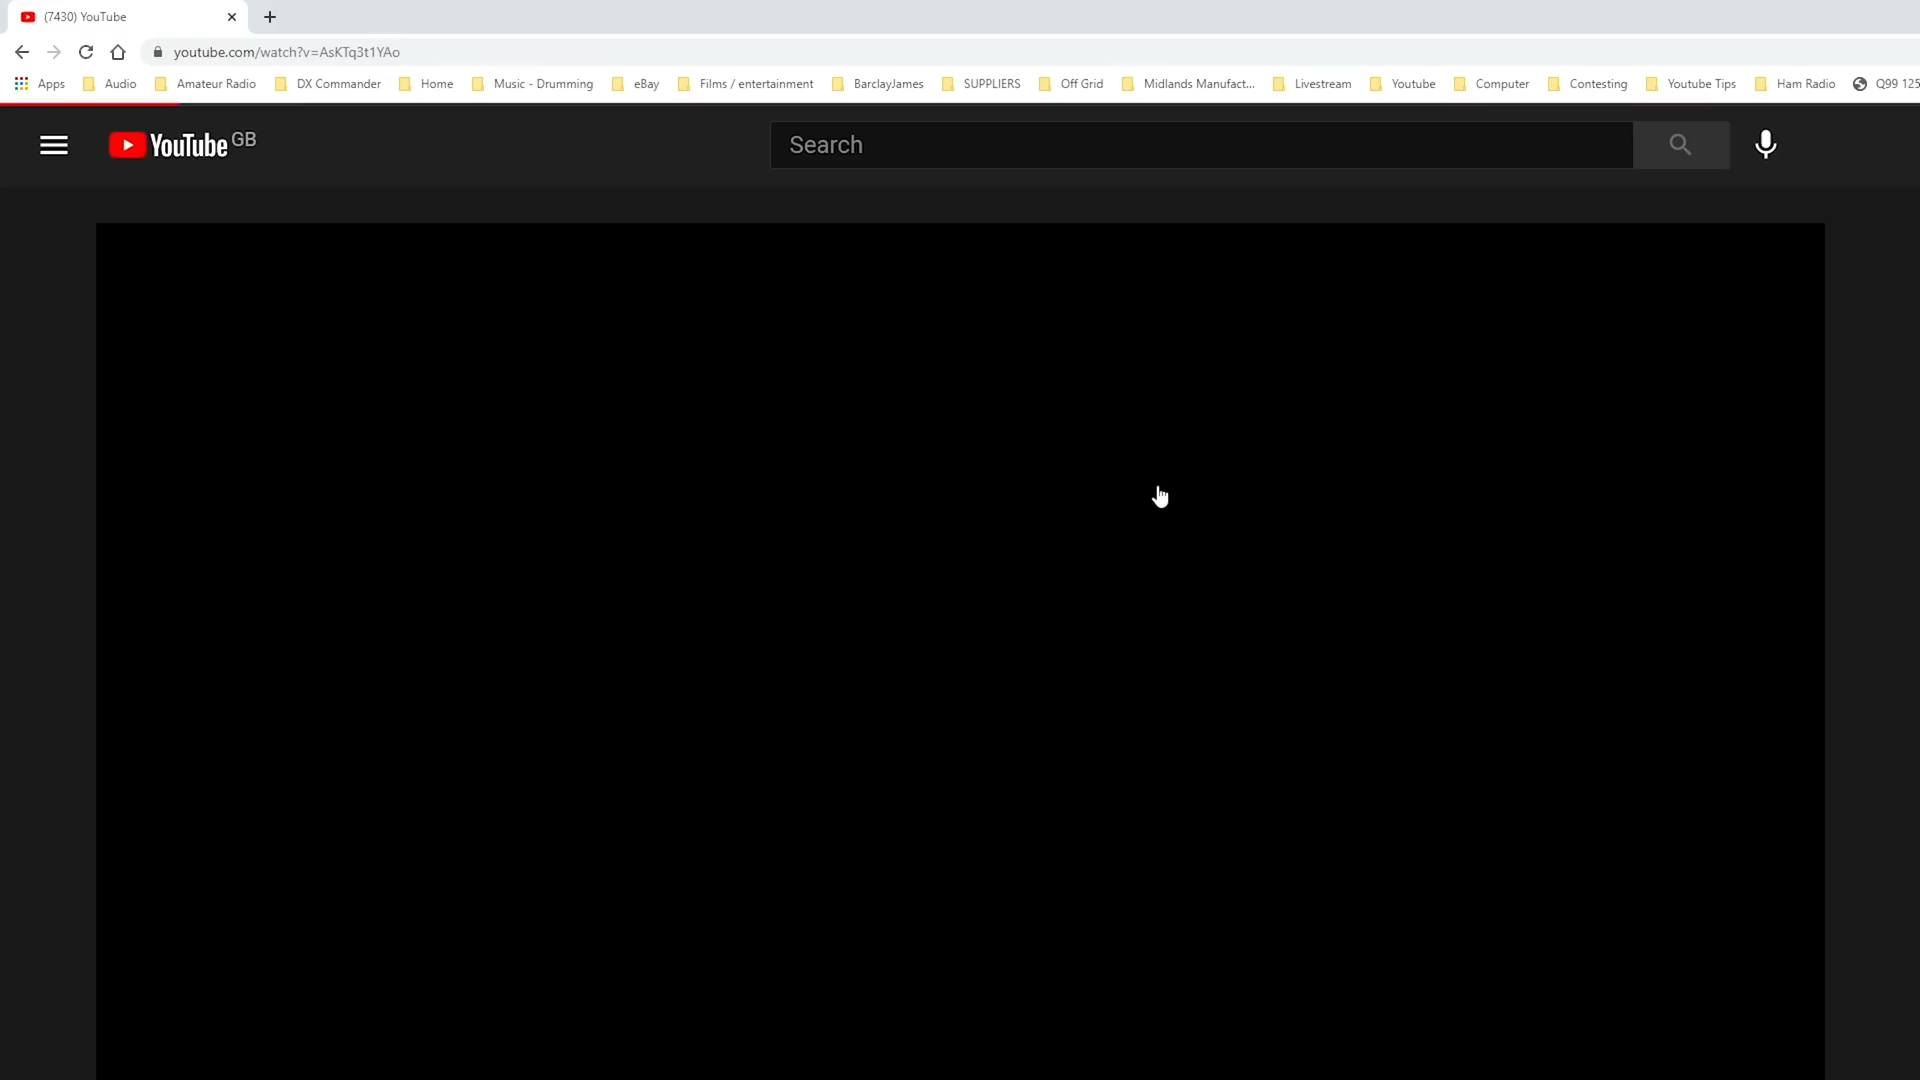 (7430) YouTube
youtube.com/watch?v=AsKTq3t1YAo
Apps Audio Amateur Radio DX Commander Home Music - Drumming eBay Films / entertainment BarclayJames SUPPLIERS Off Grid Midlands Manufact... Livestream Youtube Computer Contesting Youtube Tips Ham Radio Q99 125
YouTube GB Search